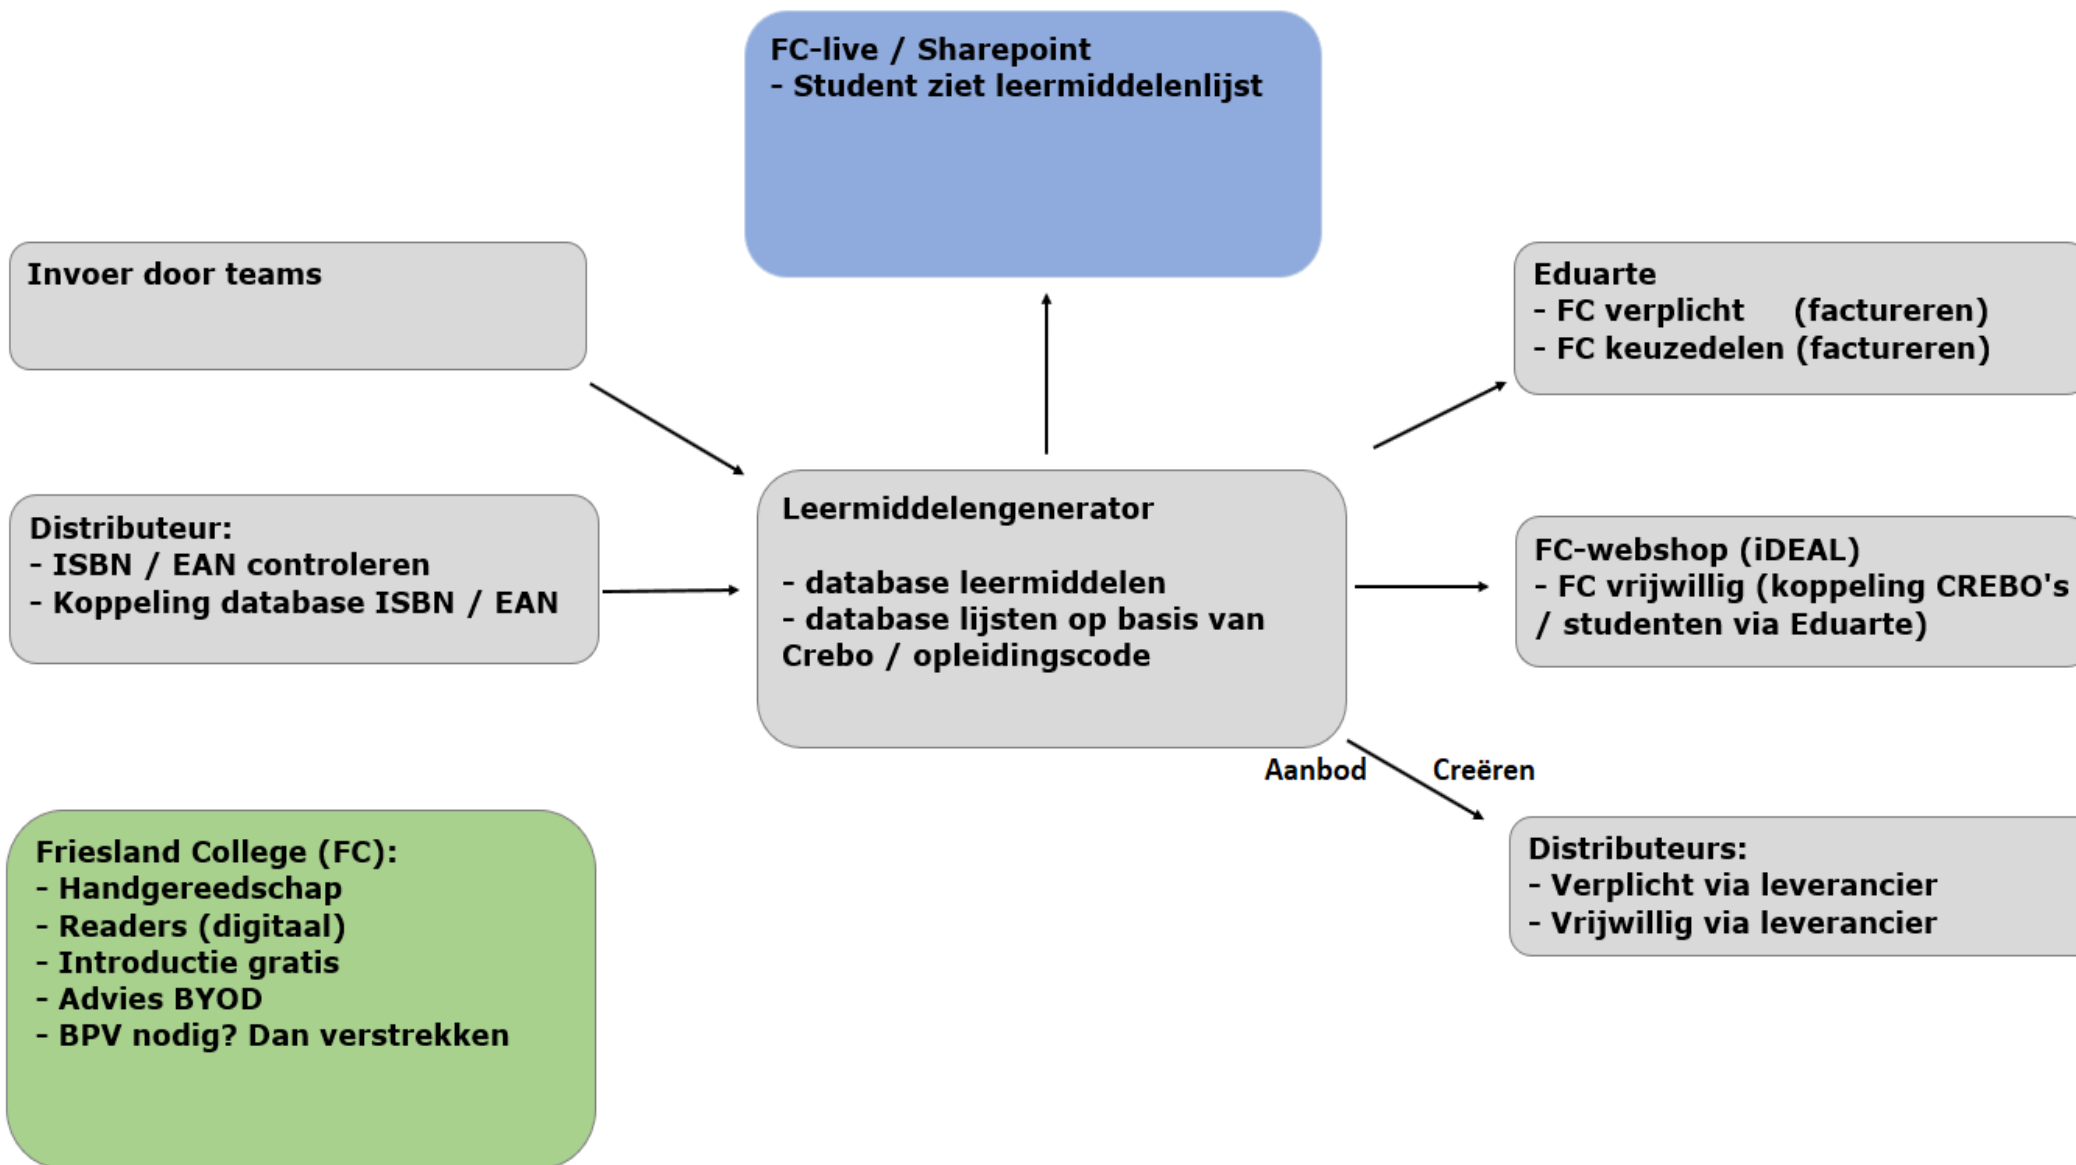 FC-live / Sharepoint
- Student ziet leermiddelenlijst
Invoer door teams
Eduarte
- FC verplicht (factureren)
- FC keuzedelen (factureren)
Distributeur:
- ISBN / EAN controleren
- Koppeling database ISBN / EAN
Leermiddelengenerator
- database leermiddelen
- database lijsten op basis van
Crebo / opleidingscode
FC-webshop (iDEAL)
- FC vrijwillig (koppeling CREBO's
/ studenten via Eduarte)
Aanbod Creëren
Friesland College (FC):
- Handgereedschap
- Readers (digitaal)
- Introductie gratis
- Advies BYOD
- BPV nodig? Dan verstrekken
Distributeurs:
- Verplicht via leverancier
- Vrijwillig via leverancier